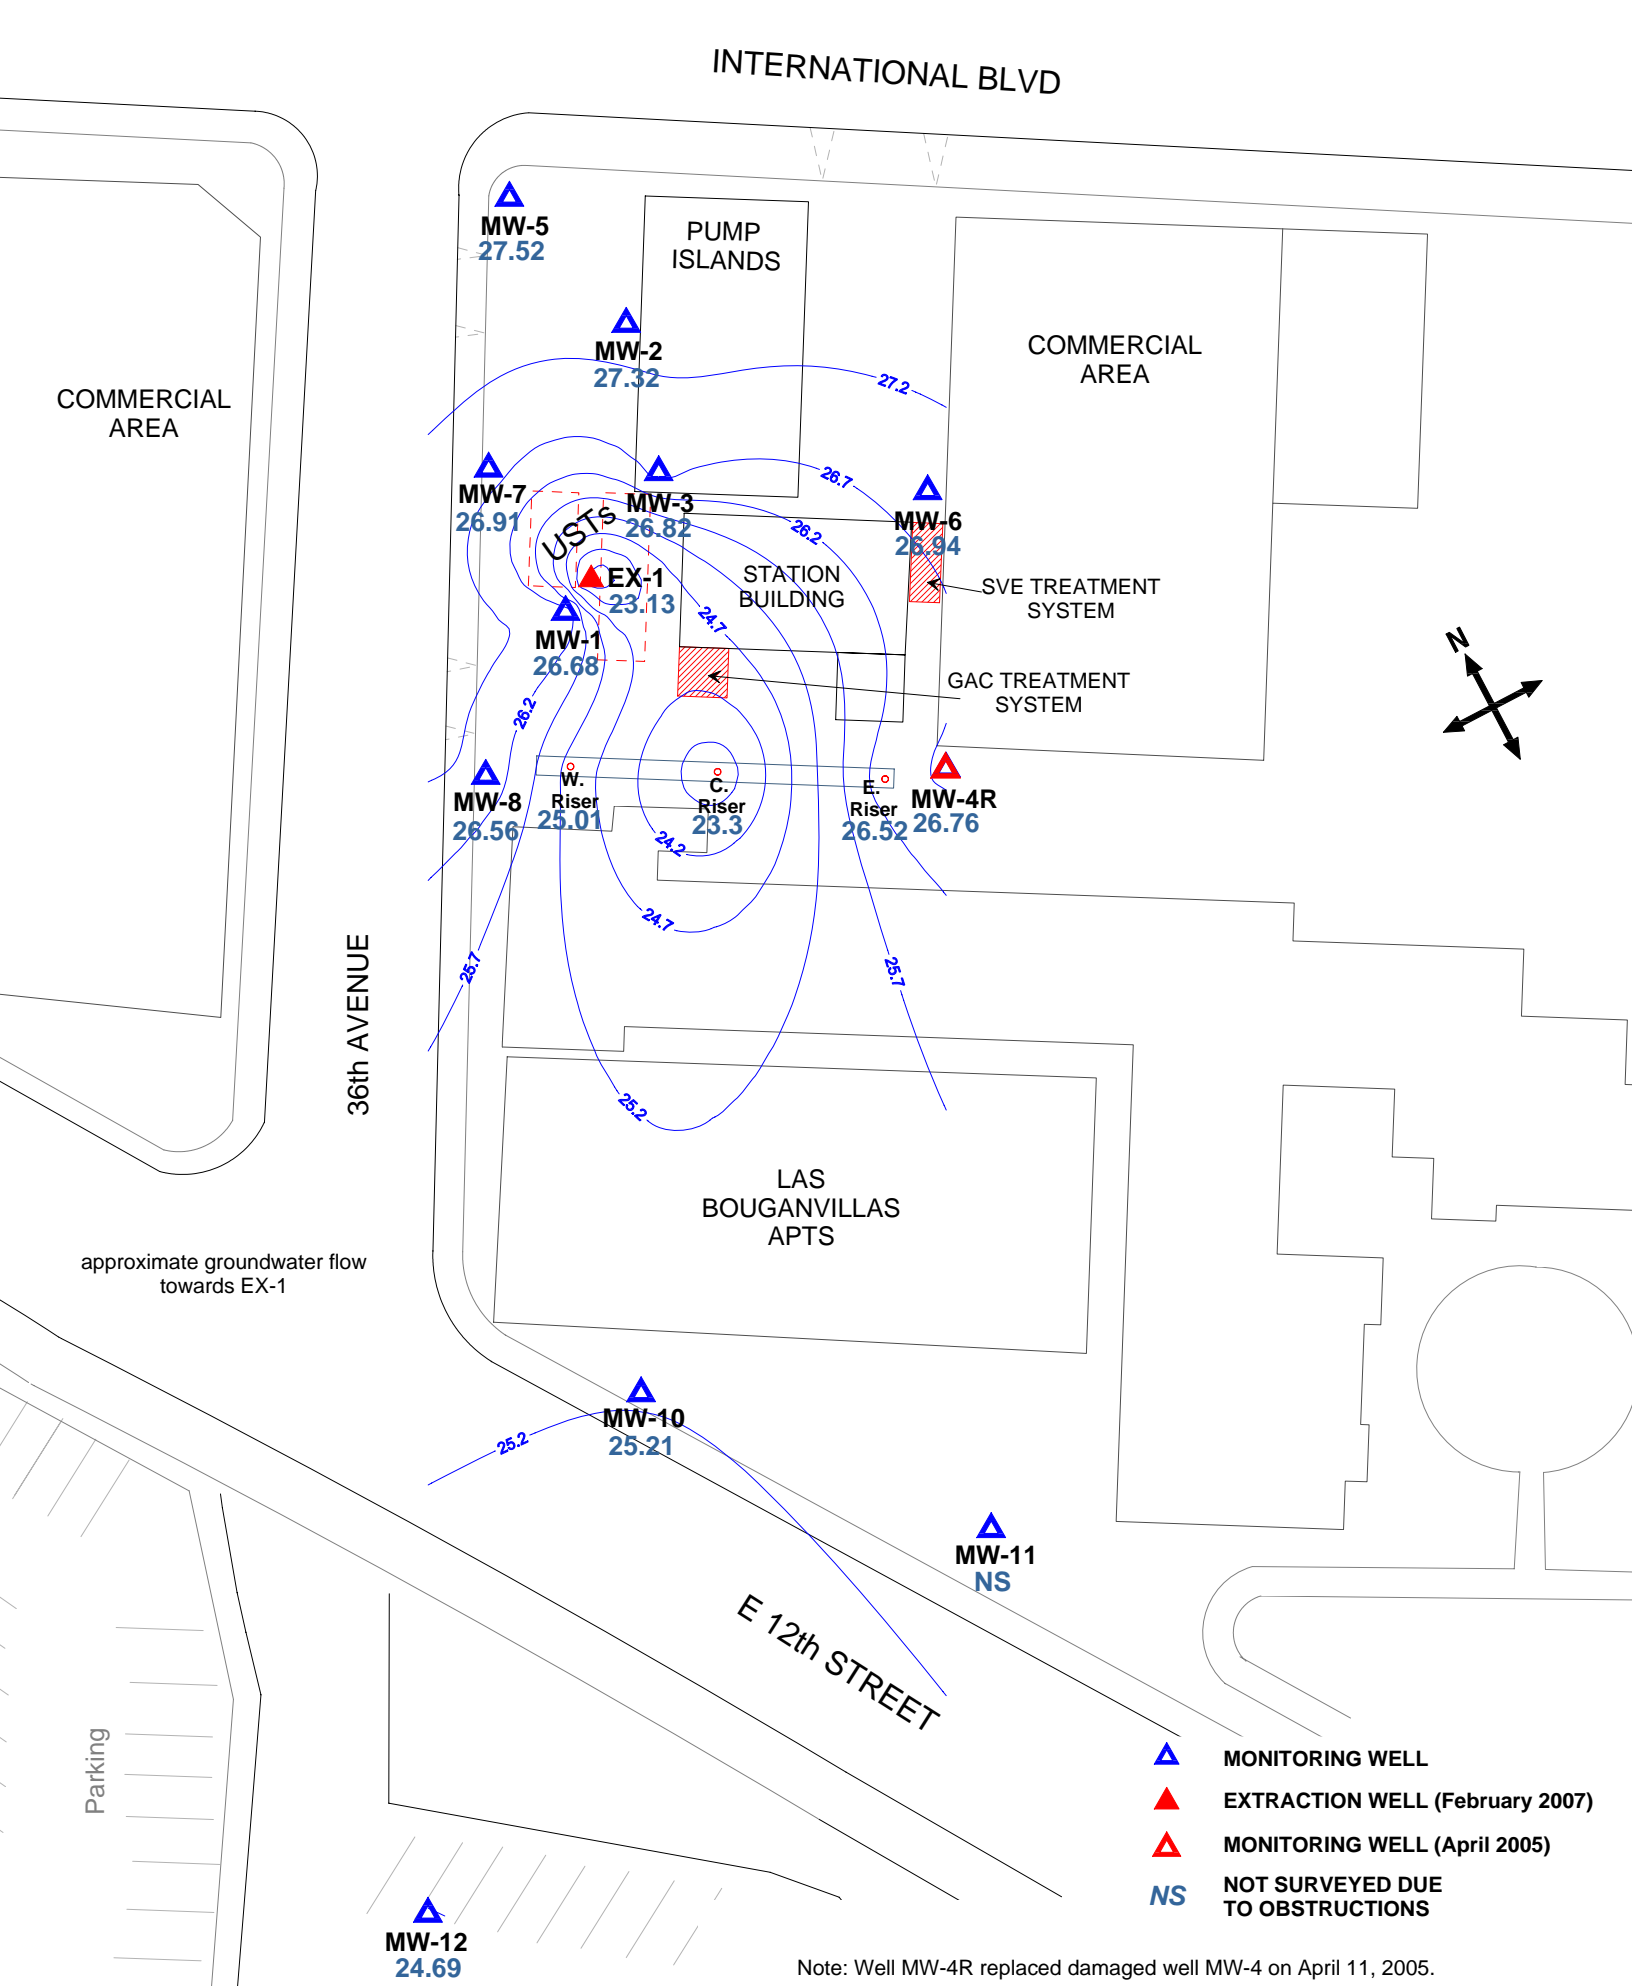 INTERNATIONAL BLVD
MW-5
27.52
PUMP
ISLANDS
MW-2
27.32
27.2
COMMERCIAL
AREA
COMMERCIAL
AREA
26.7
MW-7
26.91
MW-3
26.82
USTs
26.2
MW-6
26.94
EX-1
23.13
STATION
BUILDING
SVE TREATMENT
SYSTEM
24.7
MW-1
26.68
N
GAC TREATMENT
SYSTEM
26.2
W.
Riser
25.01
C.
Riser
23.3
E.
Riser
26.52
MW-4R
26.76
MW-8
26.56
24.2
24.7
25.7
25.7
36th AVENUE
25.2
LAS
BOUGANVILLAS
APTS
approximate groundwater flow
towards EX-1
MW-10
25.21
25.2
MW-11
NS
E 12th STREET
Parking
MONITORING WELL
EXTRACTION WELL (February 2007)
MONITORING WELL (April 2005)
NS
NOT SURVEYED DUE
TO OBSTRUCTIONS
MW-12
24.69
Note: Well MW-4R replaced damaged well MW-4 on April 11, 2005.